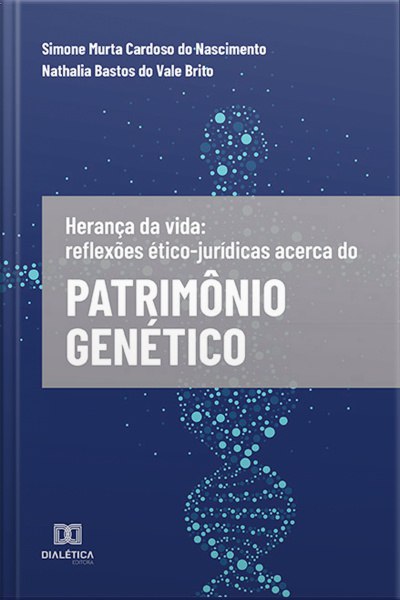 Simone Murta Cardoso do Nascimento
Nathalia Bastos do Vale Brito
Herança da vida:
reflexões ético-jurídicas acerca do
PATRIMÔNIO
GENÉTICO
DIALÉTICA
EDITORA